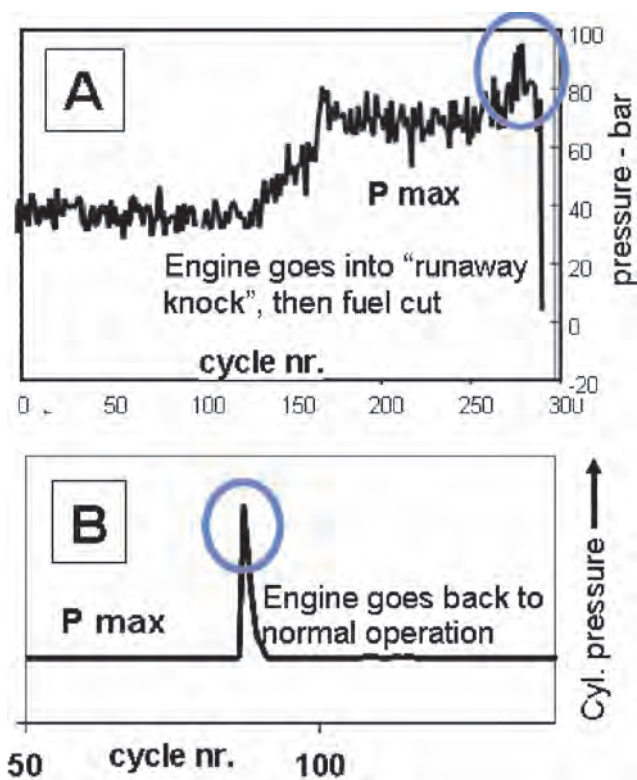 A
100
80
60
40
20
0
-20
pressure - bar
P max
Engine goes into “runaway
knock”, then fuel cut
cycle nr.
0 50 100 160 200 250 300
B
P max
Engine goes back to
normal operation
Cyl. pressure
50 cycle nr. 100